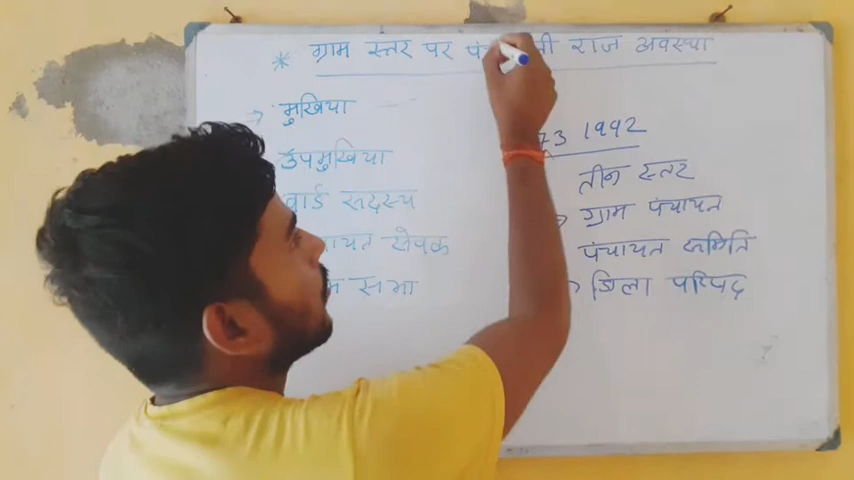 * ग्राम स्तर पर पंचायती राज अवस्था
→ मुखिया
उपमुखिया
वार्ड सदस्य
सेवक
सभा
73 1992
तीन स्तर
ग्राम पंचायत
पंचायत समिति
जिला परिषद